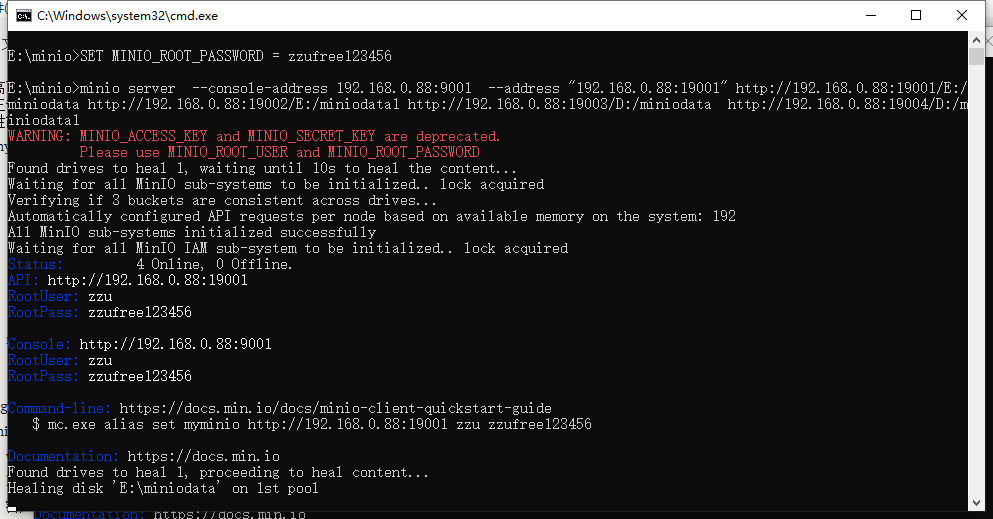 C:\Windows\system32\cmd.exe
E:\minio>SET MINIO_ROOT_PASSWORD = zzufree123456
E:\minio>minio server  --console-address 192.168.0.88:9001  --address "192.168.0.88:19001" http://192.168.0.88:19001/E:/
miniodata http://192.168.0.88:19002/E:/miniodata1 http://192.168.0.88:19003/D:/miniodata  http://192.168.0.88:19004/D:/m
iniodata1
WARNING: MINIO_ACCESS_KEY and MINIO_SECRET_KEY are deprecated.
Please use MINIO_ROOT_USER and MINIO_ROOT_PASSWORD
Found drives to heal 1, waiting until 10s to heal the content...
Waiting for all MinIO sub-systems to be initialized.. lock acquired
Verifying if 3 buckets are consistent across drives...
Automatically configured API requests per node based on available memory on the system: 192
All MinIO sub-systems initialized successfully
Waiting for all MinIO IAM sub-system to be initialized.. lock acquired
Status:         4 Online, 0 Offline.
API: http://192.168.0.88:19001
RootUser: zzu
RootPass: zzufree123456
Console: http://192.168.0.88:9001
RootUser: zzu
RootPass: zzufree123456
Command-line: https://docs.min.io/docs/minio-client-quickstart-guide
$ mc.exe alias set myminio http://192.168.0.88:19001 zzu zzufree123456
Documentation: https://docs.min.io
Found drives to heal 1, proceeding to heal content...
Healing disk 'E:\miniodata' on 1st pool
Documentation: https://docs.min.io